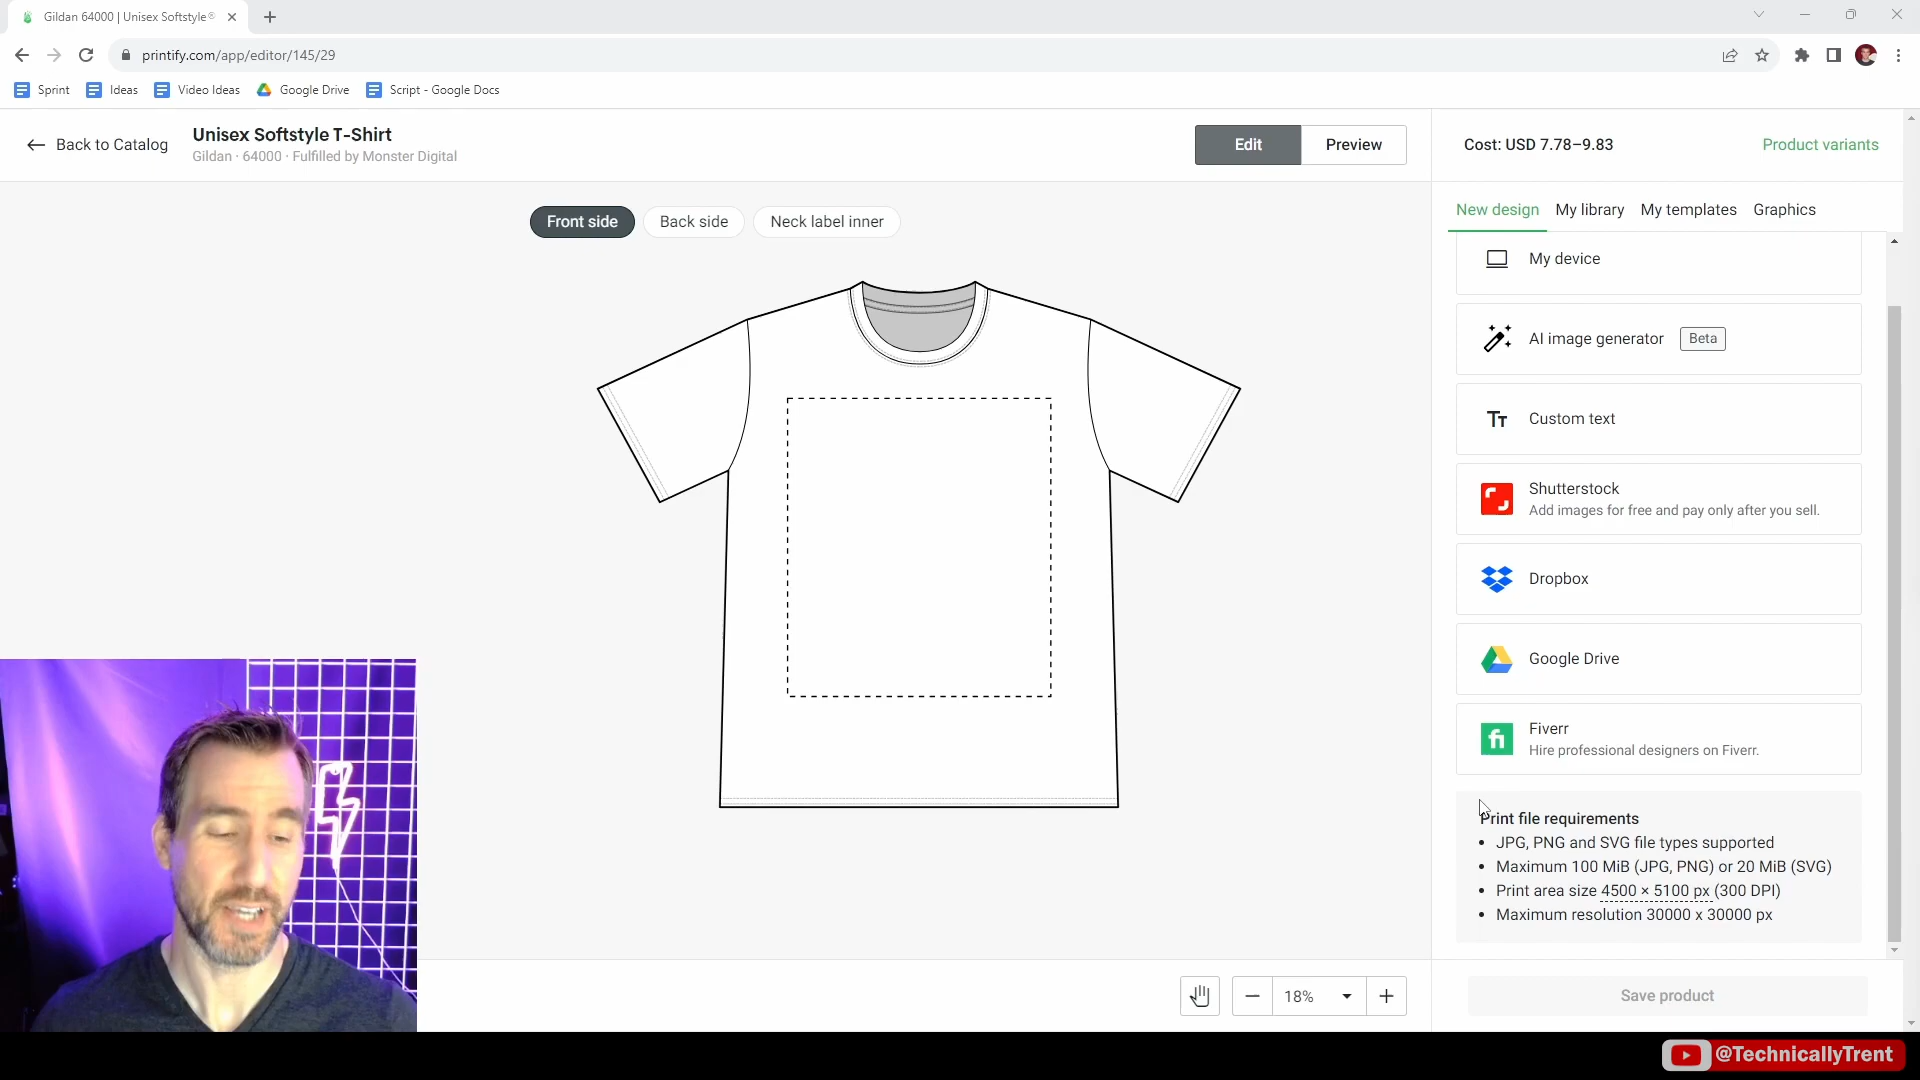 Gildan 64000 | Unisex Softstyle®
printify.com/app/editor/145/29
Sprint
Ideas
Video Ideas
Google Drive
Script - Google Docs
Back to Catalog
Unisex Softstyle T-Shirt
Gildan · 64000 · Fulfilled by Monster Digital
Edit
Preview
Cost: USD 7.78–9.83
Product variants
Front side
Back side
Neck label inner
New design
My library
My templates
Graphics
My device
AI image generator
Beta
Custom text
Shutterstock
Add images for free and pay only after you sell.
Dropbox
Google Drive
Fiverr
Hire professional designers on Fiverr.
Print file requirements
• JPG, PNG and SVG file types supported
• Maximum 100 MiB (JPG, PNG) or 20 MiB (SVG)
• Print area size 4500 × 5100 px (300 DPI)
• Maximum resolution 30000 x 30000 px
18%
Save product
@TechnicallyTrent